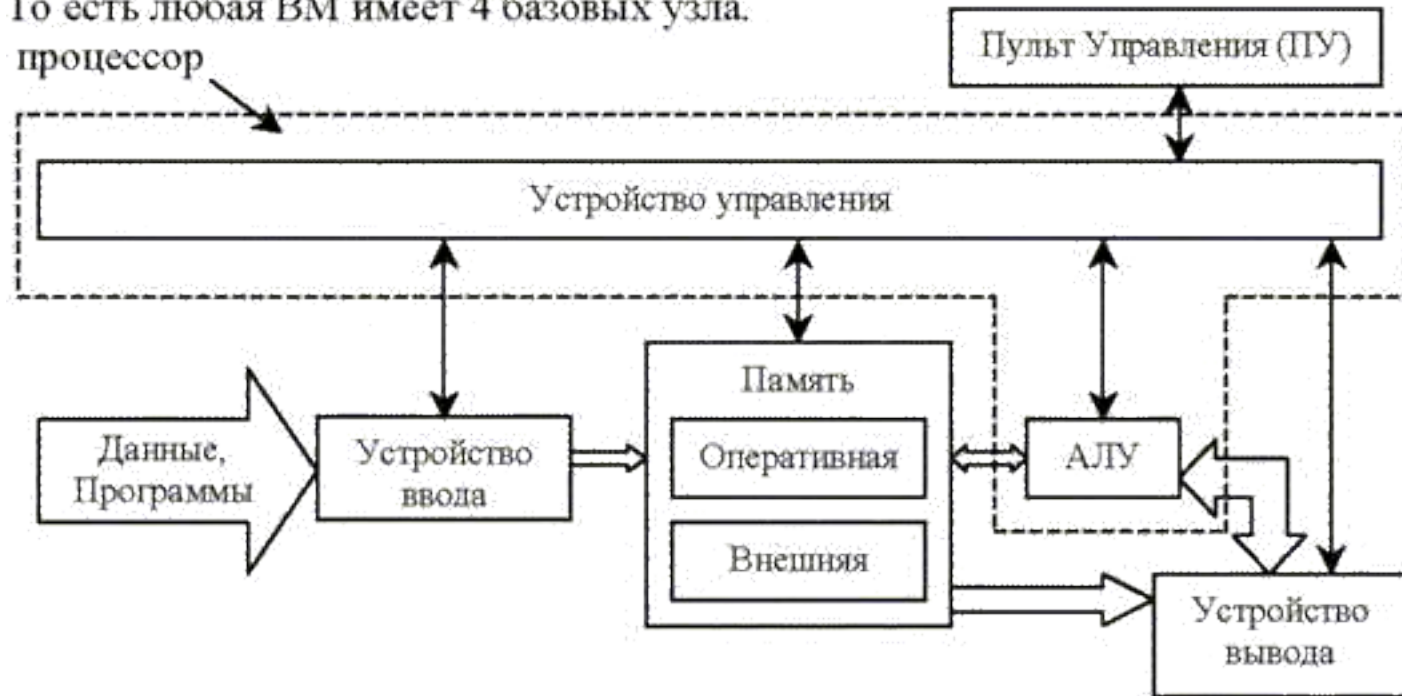 То есть любая ВМ имеет 4 базовых узла.
процессор
Пульт Управления (ПУ)
Устройство управления
Данные,
Программы
Устройство
ввода
Память
Оперативная
Внешняя
АЛУ
Устройство
вывода